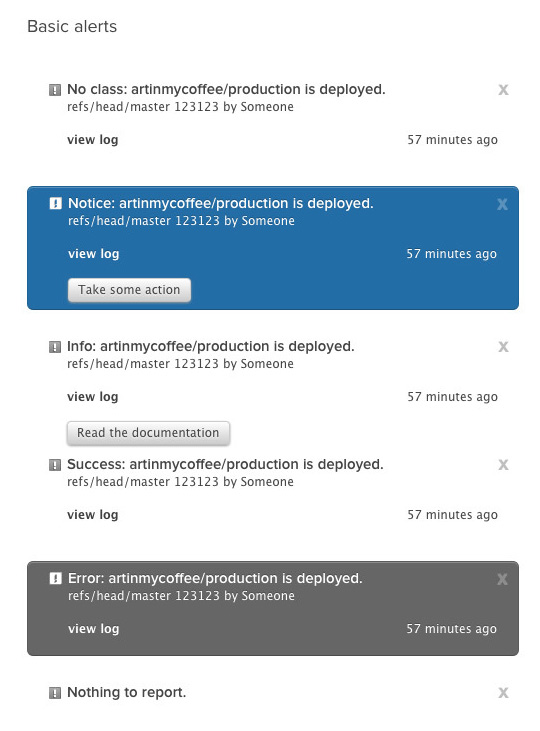 Basic alerts
No class: artinmycoffee/production is deployed. X
refs/head/master 123123 by Someone
view log 57 minutes ago
Notice: artinmycoffee/production is deployed. X
refs/head/master 123123 by Someone
view log 57 minutes ago
Take some action
Info: artinmycoffee/production is deployed. X
refs/head/master 123123 by Someone
view log 57 minutes ago
Read the documentation
Success: artinmycoffee/production is deployed. X
refs/head/master 123123 by Someone
view log 57 minutes ago
Error: artinmycoffee/production is deployed. X
refs/head/master 123123 by Someone
view log 57 minutes ago
Nothing to report. X